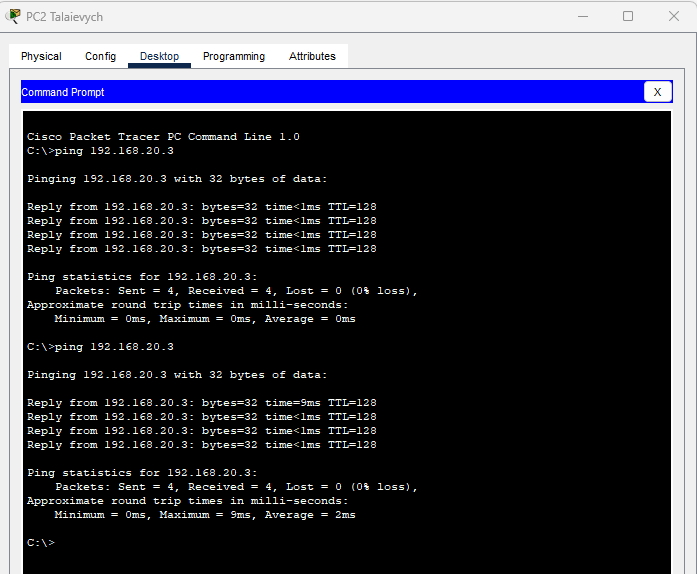 PC2 Talaievych
Physical Config Desktop Programming Attributes
Command Prompt X
Cisco Packet Tracer PC Command Line 1.0
C:\>ping 192.168.20.3
Pinging 192.168.20.3 with 32 bytes of data:
Reply from 192.168.20.3: bytes=32 time<1ms TTL=128
Reply from 192.168.20.3: bytes=32 time<1ms TTL=128
Reply from 192.168.20.3: bytes=32 time<1ms TTL=128
Reply from 192.168.20.3: bytes=32 time<1ms TTL=128
Ping statistics for 192.168.20.3:
    Packets: Sent = 4, Received = 4, Lost = 0 (0% loss),
Approximate round trip times in milli-seconds:
    Minimum = 0ms, Maximum = 0ms, Average = 0ms
C:\>ping 192.168.20.3
Pinging 192.168.20.3 with 32 bytes of data:
Reply from 192.168.20.3: bytes=32 time=9ms TTL=128
Reply from 192.168.20.3: bytes=32 time<1ms TTL=128
Reply from 192.168.20.3: bytes=32 time<1ms TTL=128
Reply from 192.168.20.3: bytes=32 time<1ms TTL=128
Ping statistics for 192.168.20.3:
    Packets: Sent = 4, Received = 4, Lost = 0 (0% loss),
Approximate round trip times in milli-seconds:
    Minimum = 0ms, Maximum = 9ms, Average = 2ms
C:\>